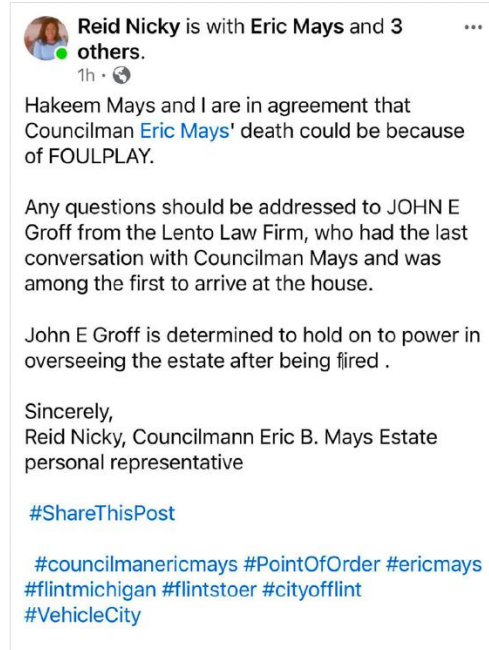 Reid Nicky is with Eric Mays and 3
others.
1h ·
Hakeem Mays and I are in agreement that
Councilman Eric Mays' death could be because
of FOULPLAY.
Any questions should be addressed to JOHN E
Groff from the Lento Law Firm, who had the last
conversation with Councilman Mays and was
among the first to arrive at the house.
John E Groff is determined to hold on to power in
overseeing the estate after being fired .
Sincerely,
Reid Nicky, Councilmann Eric B. Mays Estate
personal representative
#ShareThisPost
#councilmanericmays #PointOfOrder #ericmays
#flintmichigan #flintstoer #cityofflint
#VehicleCity